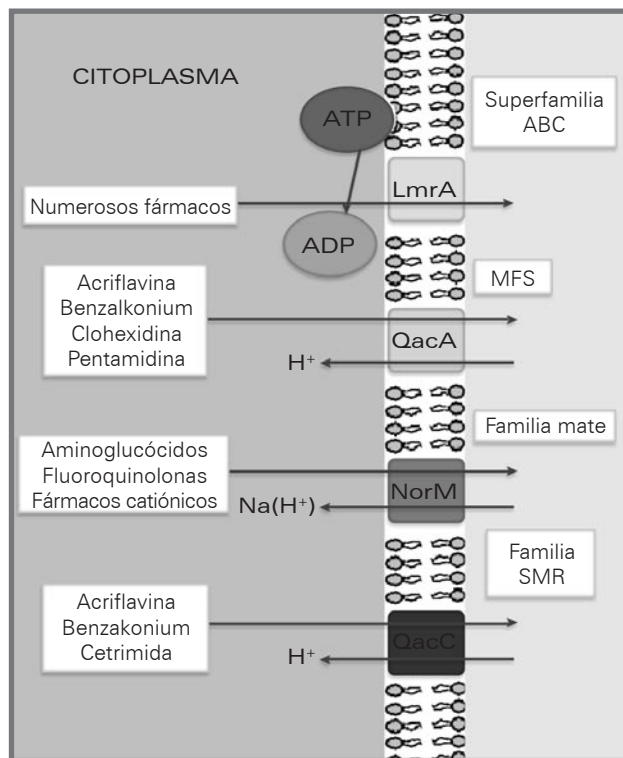 CITOPLASMA
ATP
Superfamilia
ABC
LmrA
Numerosos fármacos
ADP
MFS
Acriflavina
Benzalkonium
Clohexidina
Pentamidina
QacA
H⁺
Familia mate
Aminoglucócidos
Fluoroquinolonas
Fármacos catiónicos
NorM
Na(H⁺)
Familia
SMR
Acriflavina
Benzakonium
Cetrimida
QacC
H⁺